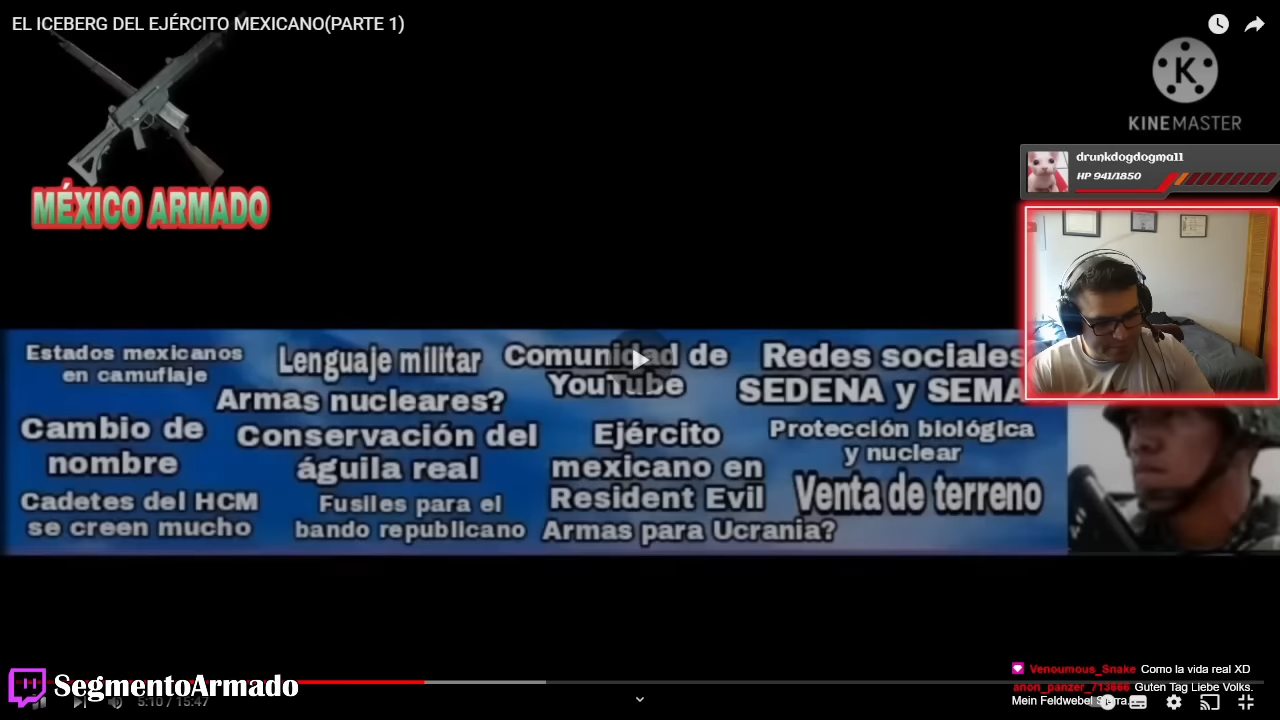 EL ICEBERG DEL EJÉRCITO MEXICANO(PARTE 1)
K
KINEMASTER
MÉXICO ARMADO
drunkdogdogma11
HP 941/1850
Estados mexicanos
en camuflaje
Lenguaje militar
Comunidad de
YouTube
Redes sociales
SEDENA y SEMA
Armas nucleares?
Cambio de
nombre
Conservación del
águila real
Ejército
mexicano en
Resident Evil
Protección biológica
y nuclear
Venta de terreno
Cadetes del HCM
se creen mucho
Fusiles para el
bando republicano
Armas para Ucrania?
SegmentoArmado
5:10 / 15:47
Venoumous_Snake Como la vida real XD
anon_panzer_713666 Guten Tag Liebe Volks.
Mein Feldwebel